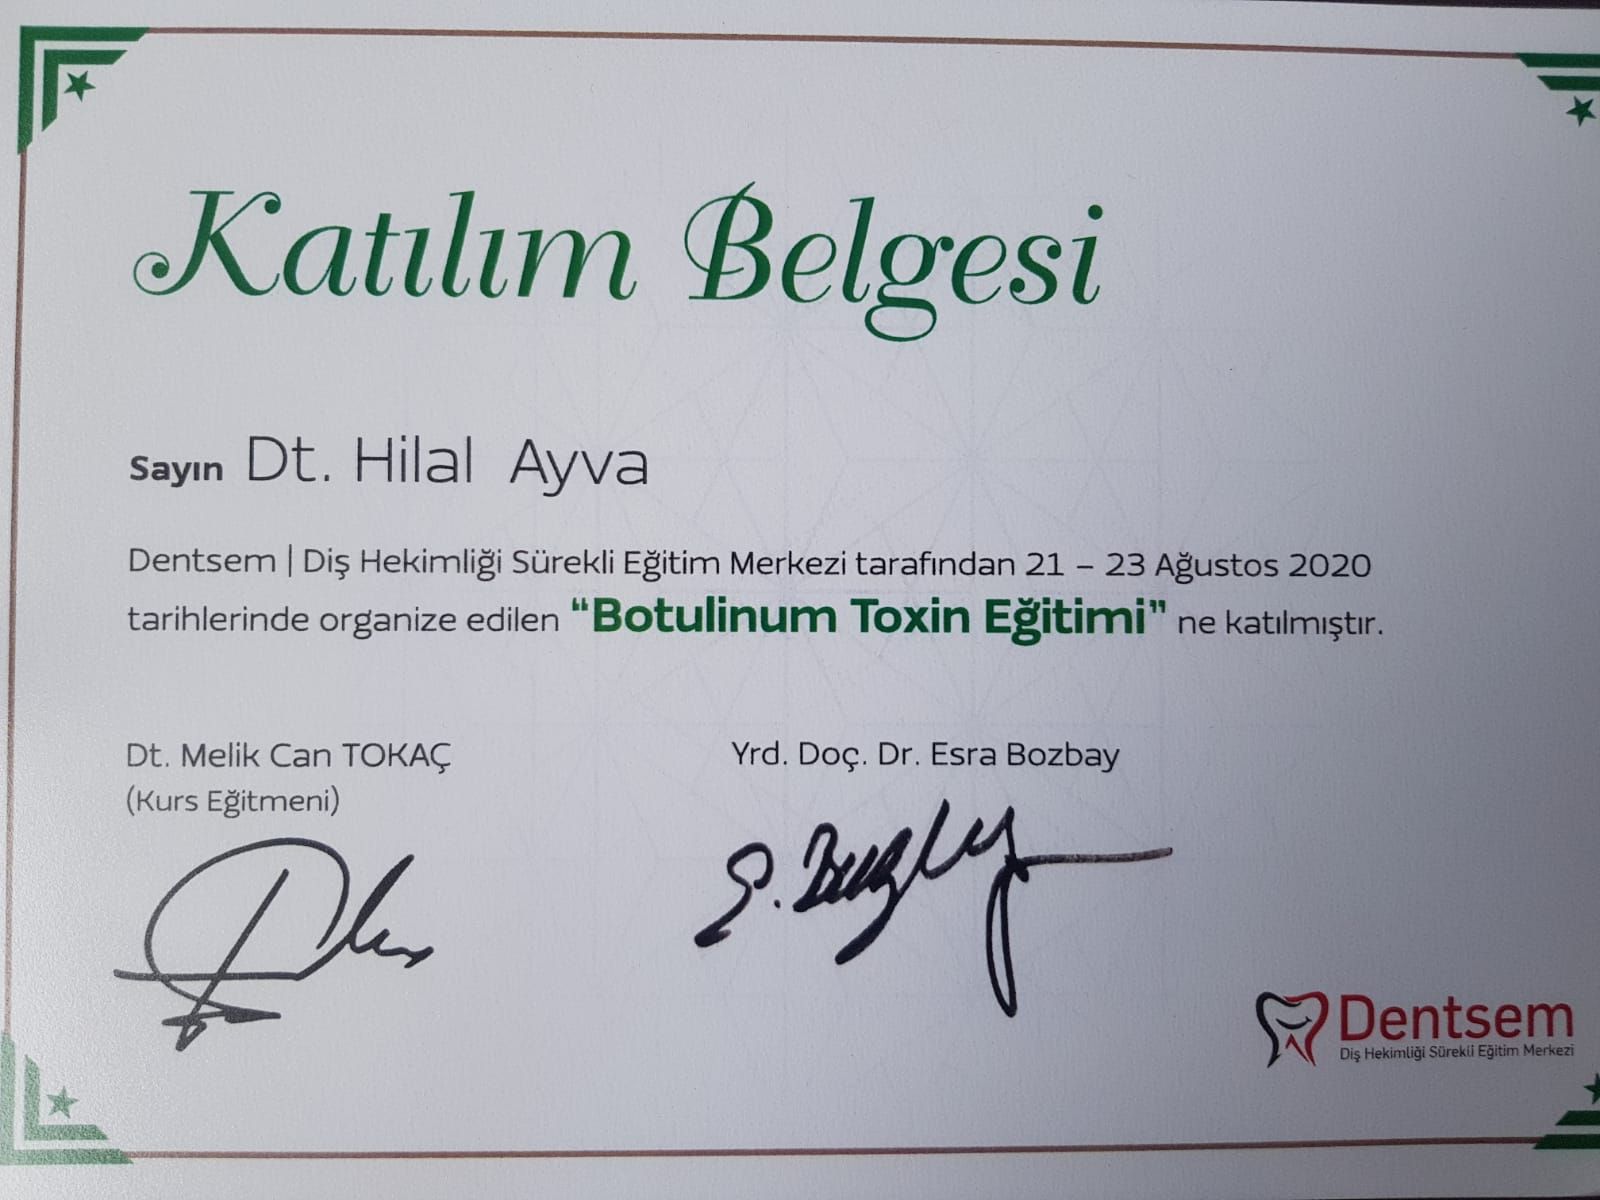 Katılım Belgesi
Sayın Dt. Hilal Ayva
Dentsem | Diş Hekimliği Sürekli Eğitim Merkezi tarafından 21 – 23 Ağustos 2020
tarihlerinde organize edilen “Botulinum Toxin Eğitimi” ne katılmıştır.
Dt. Melik Can TOKAÇ
(Kurs Eğitmeni)
Yrd. Doç. Dr. Esra Bozbay
Dentsem
Diş Hekimliği Sürekli Eğitim Merkezi